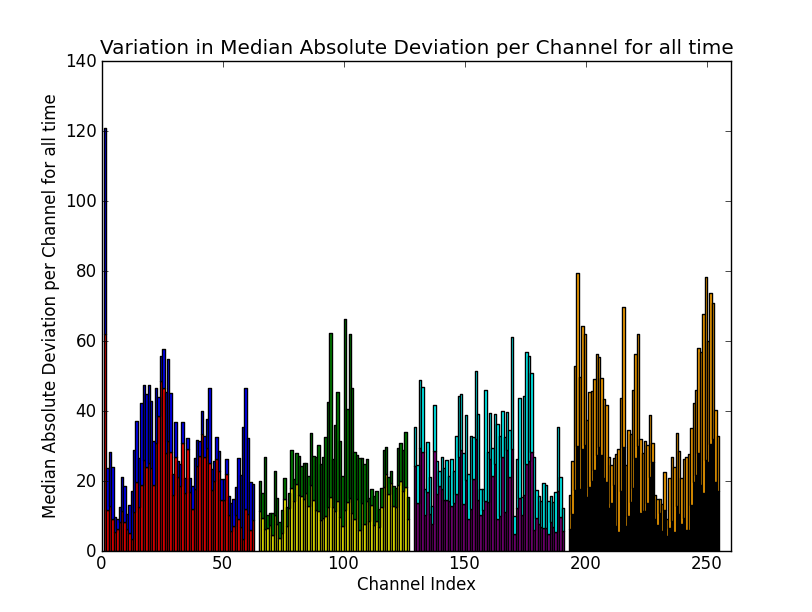 Variation in Median Absolute Deviation per Channel for all time
Median Absolute Deviation per Channel for all time
140
120
100
80
60
40
20
0
0 50 100 150 200 250
Channel Index